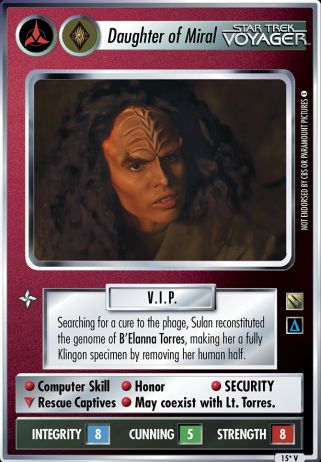 Daughter of Miral
STAR TREK
VOYAGER
NOT ENDORSED BY CBS OR PARAMOUNT PICTURES
V.I.P.
Searching for a cure to the phage, Sulan reconstituted
the genome of B'Elanna Torres, making her a fully
Klingon specimen by removing her human half.
Computer Skill Honor SECURITY
Rescue Captives May coexist with Lt. Torres.
INTEGRITY 8 CUNNING 5 STRENGTH 8
15* V